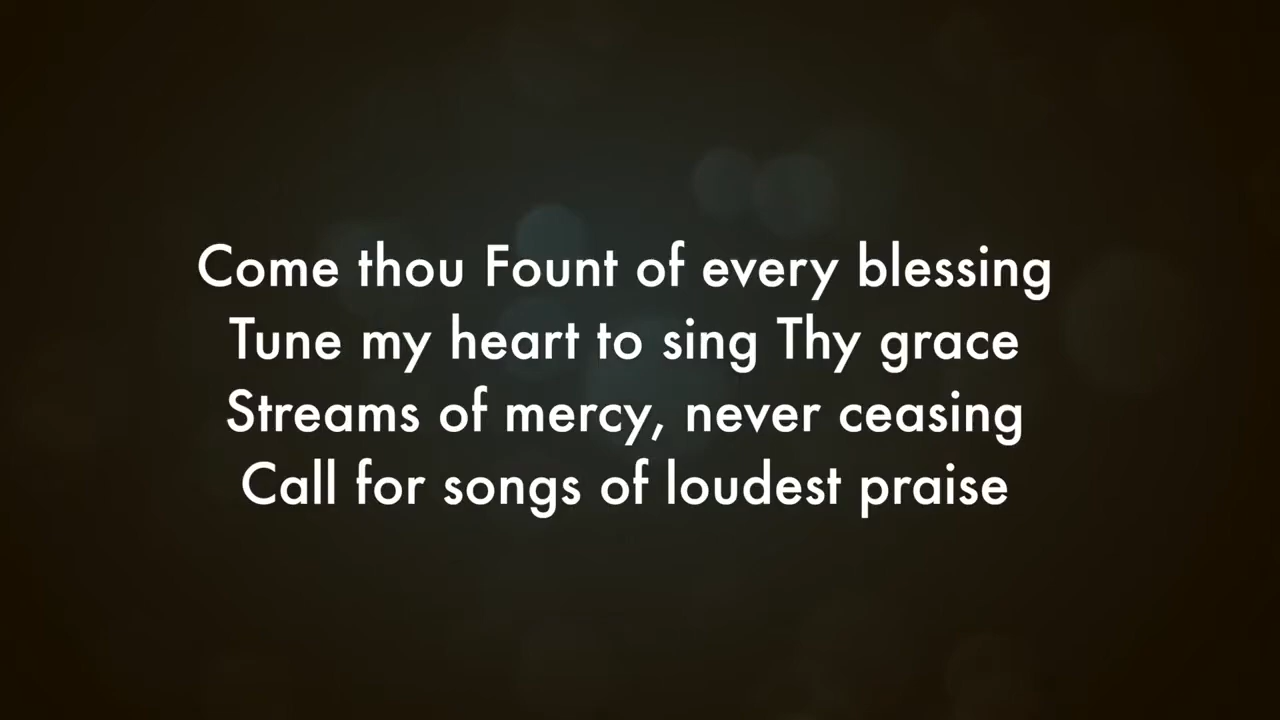 Come thou Fount of every blessing
Tune my heart to sing Thy grace
Streams of mercy, never ceasing
Call for songs of loudest praise